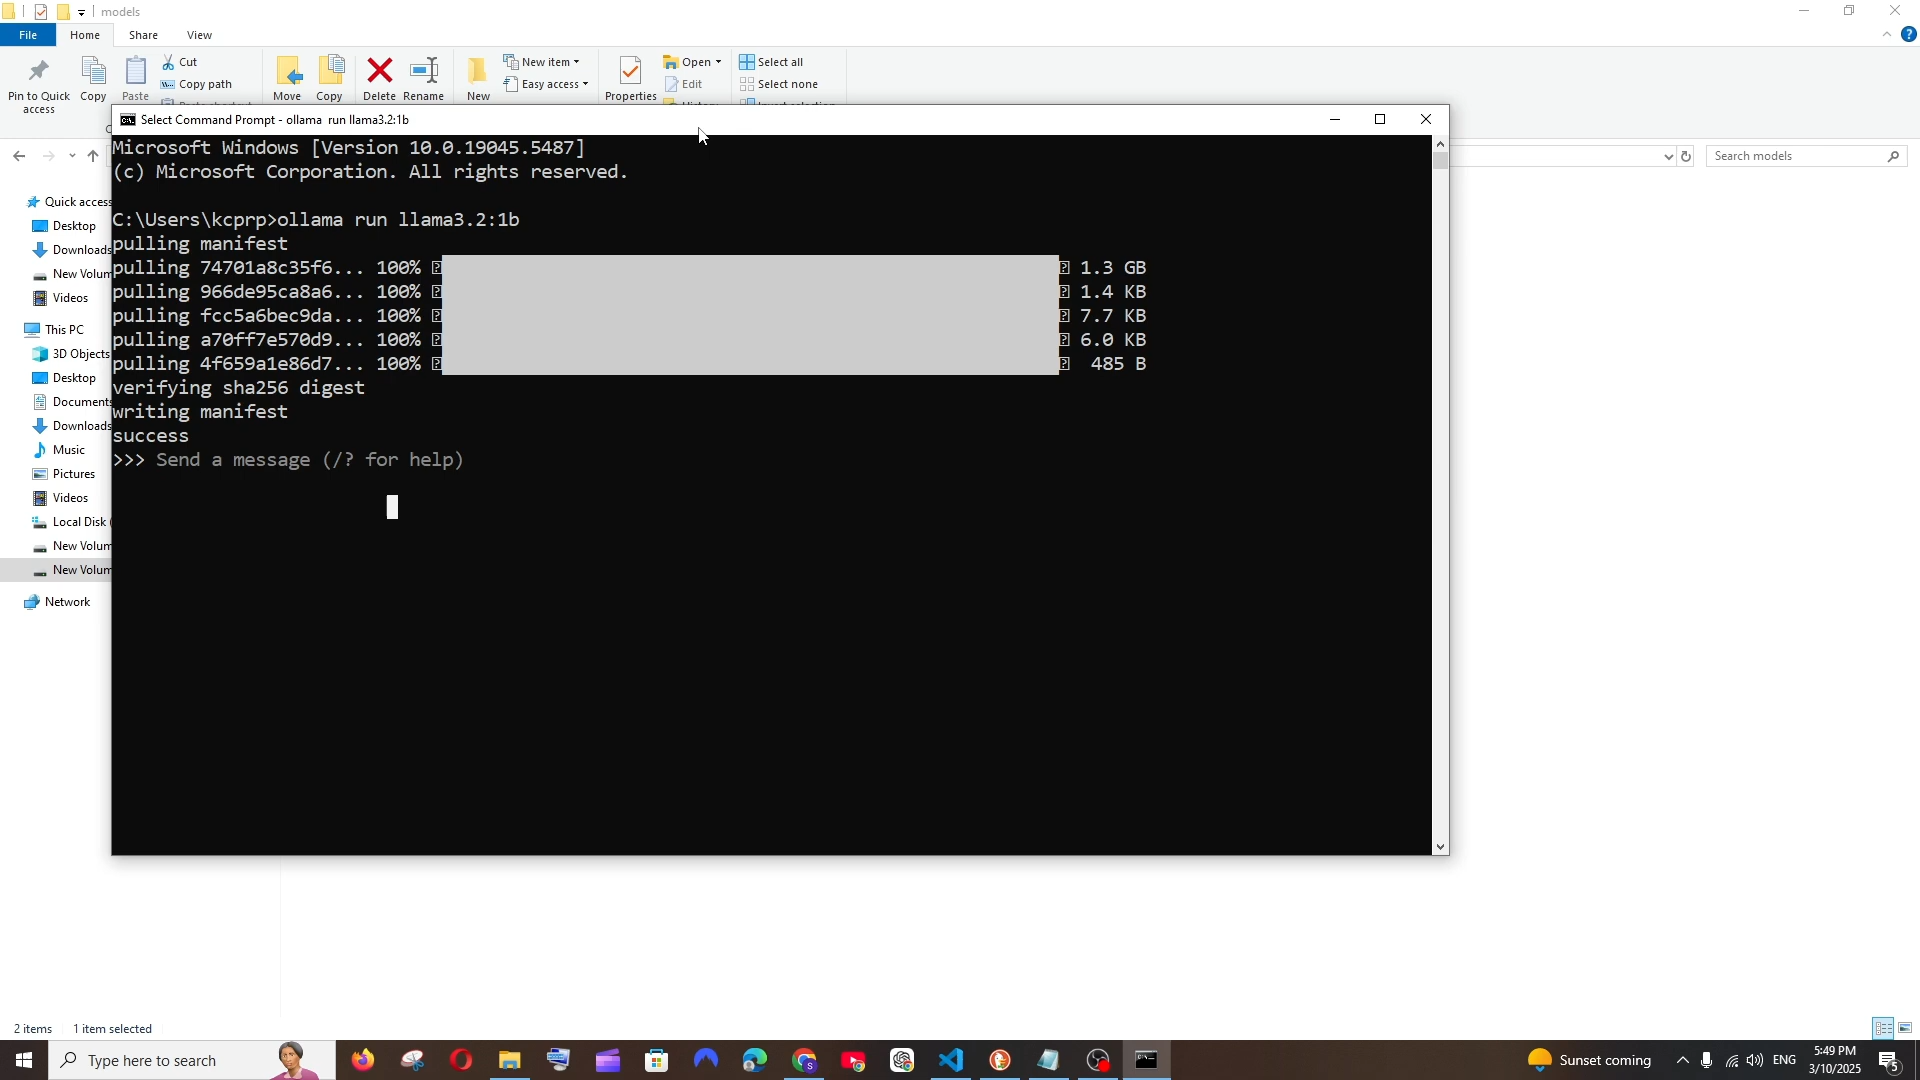 models
File
Home
Share
View
Pin to Quick access
Copy
Paste
Cut
Copy path
Move
Copy
Delete
Rename
New
New item
Easy access
Properties
Open
Edit
Select all
Select none
Select Command Prompt - ollama  run llama3.2:1b
Search models
Microsoft Windows [Version 10.0.19045.5487]
(c) Microsoft Corporation. All rights reserved.
C:\Users\kcprp>ollama run llama3.2:1b
pulling manifest
pulling 74701a8c35f6... 100% 1.3 GB
pulling 966de95ca8a6... 100% 1.4 KB
pulling fcc5a6bec9da... 100% 7.7 KB
pulling a70ff7e570d9... 100% 6.0 KB
pulling 4f659a1e86d7... 100% 485 B
verifying sha256 digest
writing manifest
success
>>> Send a message (/? for help)
Quick access
Desktop
Downloads
New Volum
Videos
This PC
3D Objects
Desktop
Documents
Downloads
Music
Pictures
Videos
Local Disk (
New Volum
New Volum
Network
2 items
1 item selected
Type here to search
Sunset coming
ENG
5:49 PM
3/10/2025
5